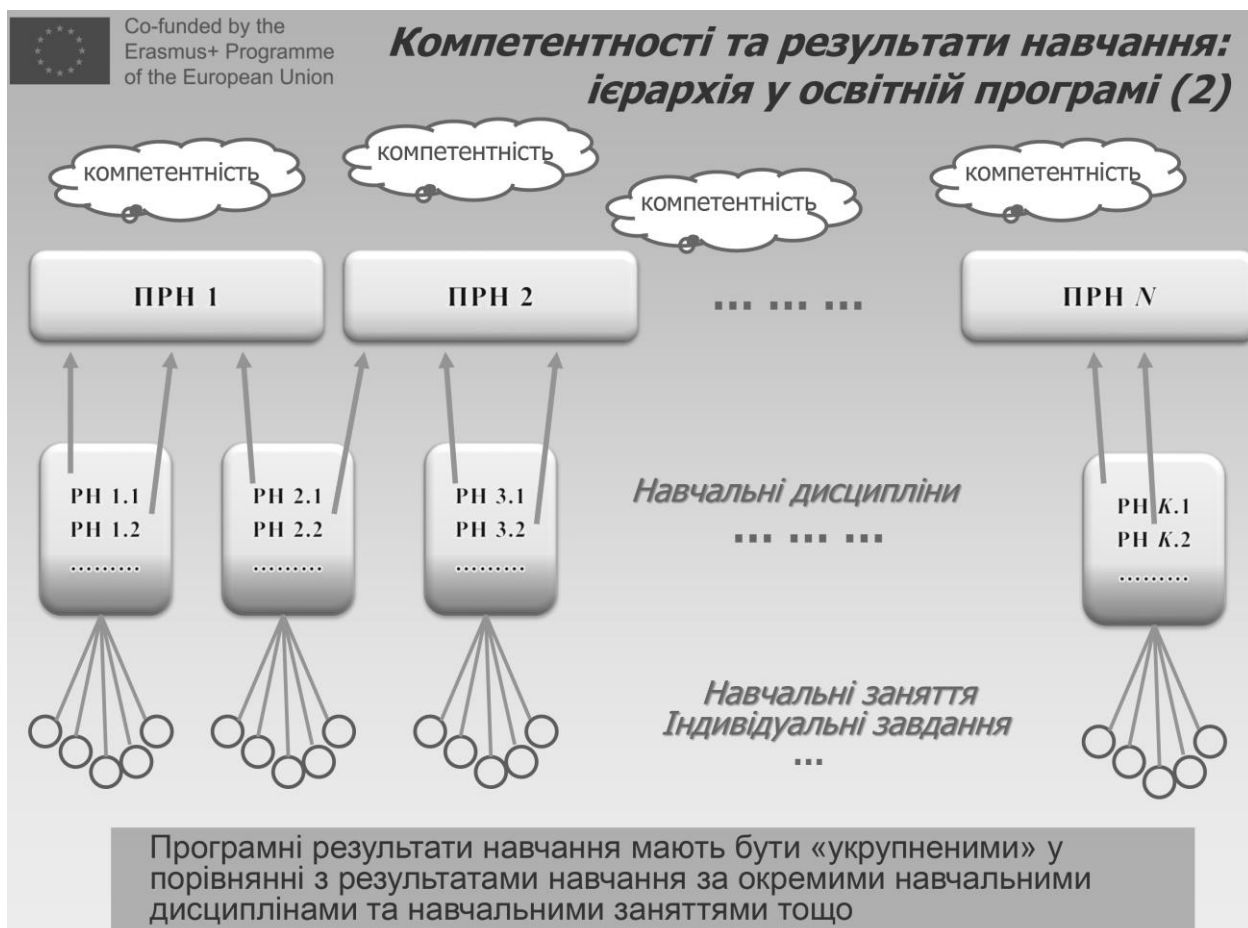 Co-funded by the
Erasmus+ Programme
of the European Union
Компетентності та результати навчання:
ієрархія у освітній програмі (2)
компетентність
компетентність
компетентність
компетентність
ПРН 1
ПРН 2
... ... ...
ПРН N
РН 1.1
РН 1.2
.........
РН 2.1
РН 2.2
.........
РН 3.1
РН 3.2
.........
Навчальні дисципліни
... ... ...
РН К.1
РН К.2
.........
Навчальні заняття
Індивідуальні завдання
...
Програмні результати навчання мають бути «укрупненими» у
порівнянні з результатами навчання за окремими навчальними
дисциплінами та навчальними заняттями тощо